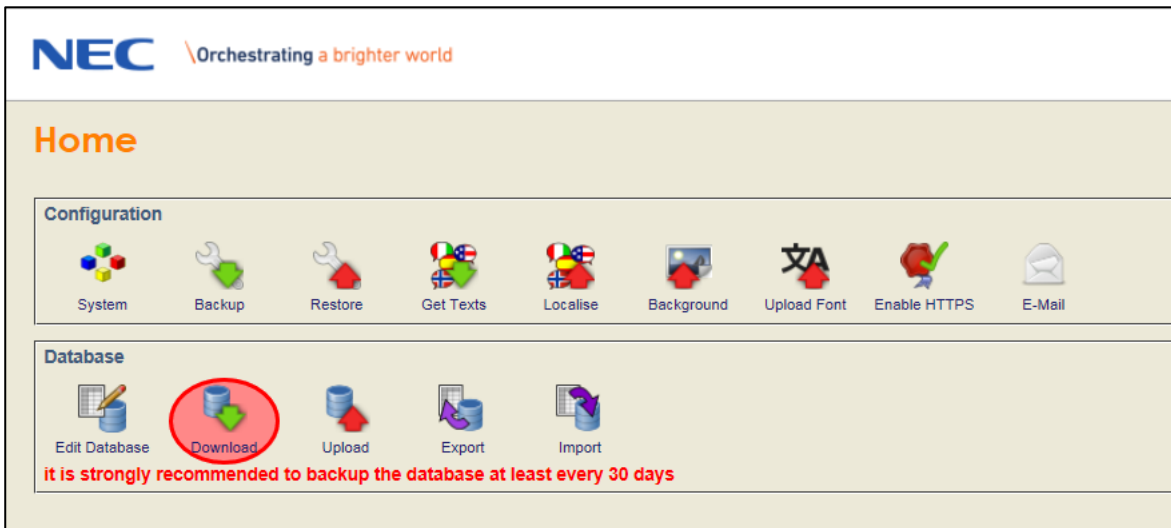 NEC \Orchestrating a brighter world
Home
Configuration
System Backup Restore Get Texts Localise Background Upload Font Enable HTTPS E-Mail
Database
Edit Database Download Upload Export Import
it is strongly recommended to backup the database at least every 30 days